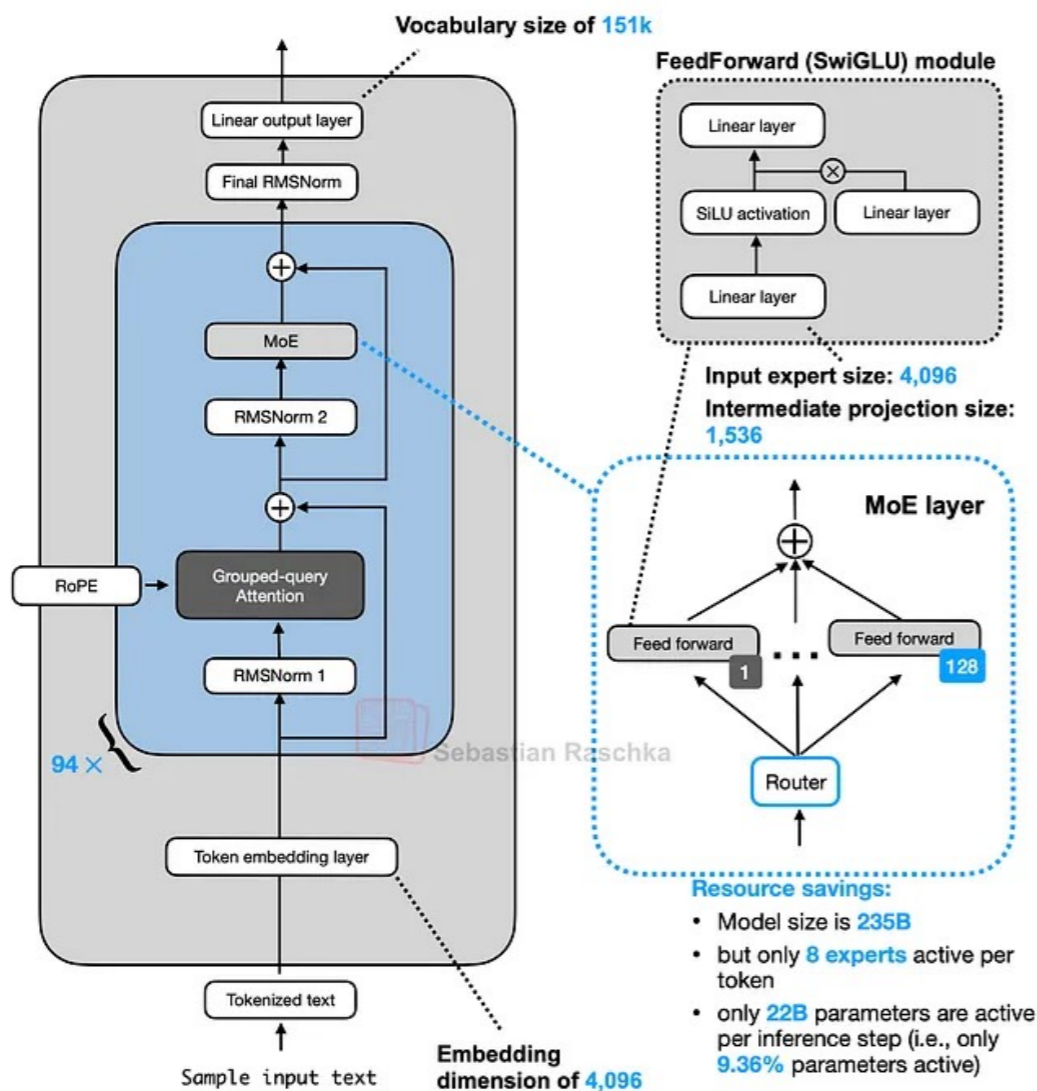 Vocabulary size of 151k
Linear output layer
Final RMSNorm
MoE
RMSNorm 2
Grouped-query
Attention
RoPE
RMSNorm 1
94 ×
Token embedding layer
Tokenized text
Sample input text
Embedding
dimension of 4,096
Sebastian Raschka
FeedForward (SwiGLU) module
Linear layer
SiLU activation
Linear layer
Linear layer
Input expert size: 4,096
Intermediate projection size:
1,536
MoE layer
Feed forward
1
...
Feed forward
128
Router
Resource savings:
• Model size is 235B
• but only 8 experts active per
token
• only 22B parameters are active
per inference step (i.e., only
9.36% parameters active)